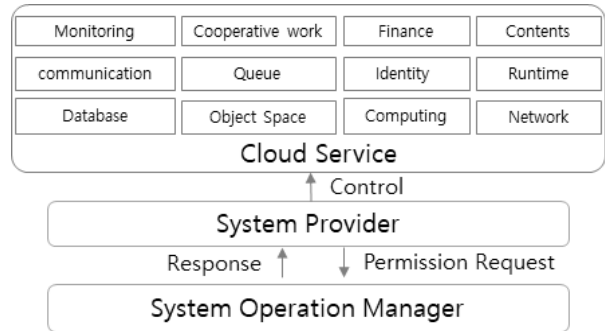 Monitoring Cooperative work Finance Contents
communication Queue Identity Runtime
Database Object Space Computing Network
Cloud Service
Control
System Provider
Response Permission Request
System Operation Manager